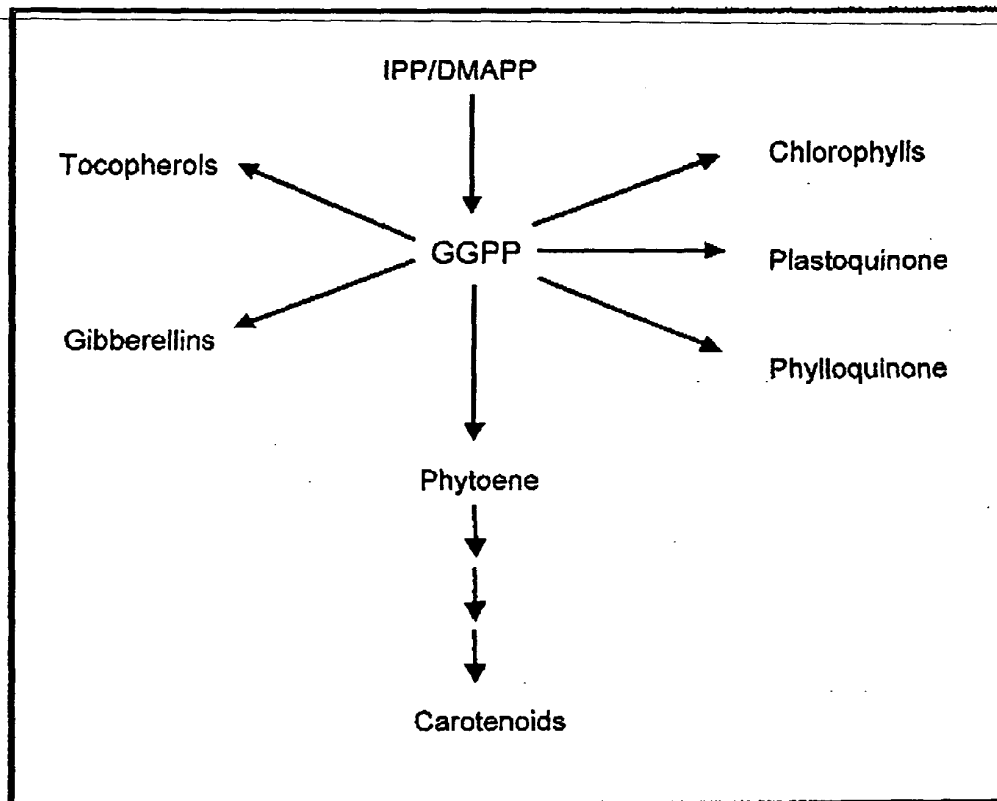 IPP/DMAPP
Tocopherols
Chlorophylls
GGPP
Plastoquinone
Gibberellins
Phylloquinone
Phytoene
Carotenoids